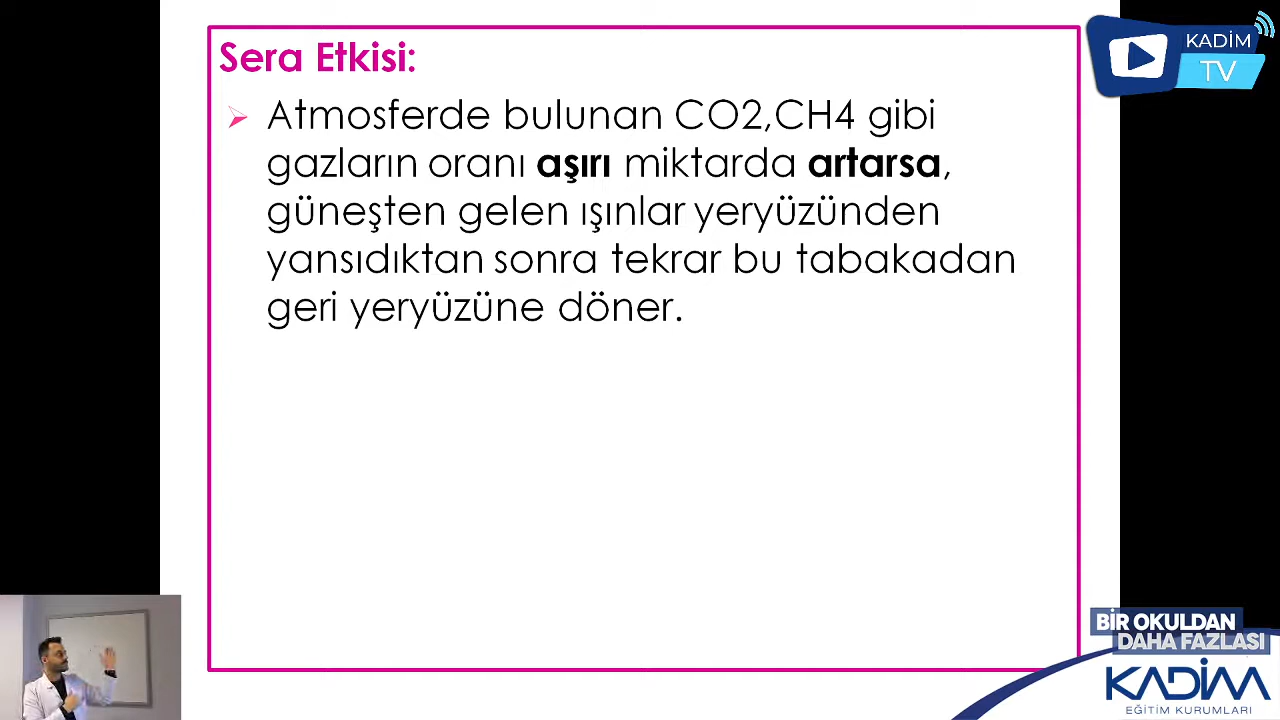 Sera Etkisi:
Atmosferde bulunan CO2,CH4 gibi
gazların oranı aşırı miktarda artarsa,
güneşten gelen ışınlar yeryüzünden
yansıdıktan sonra tekrar bu tabakadan
geri yeryüzüne döner.
KADİM
TV
BİR OKULDAN
DAHA FAZLASI
KADİM
EĞİTİM KURUMLARI